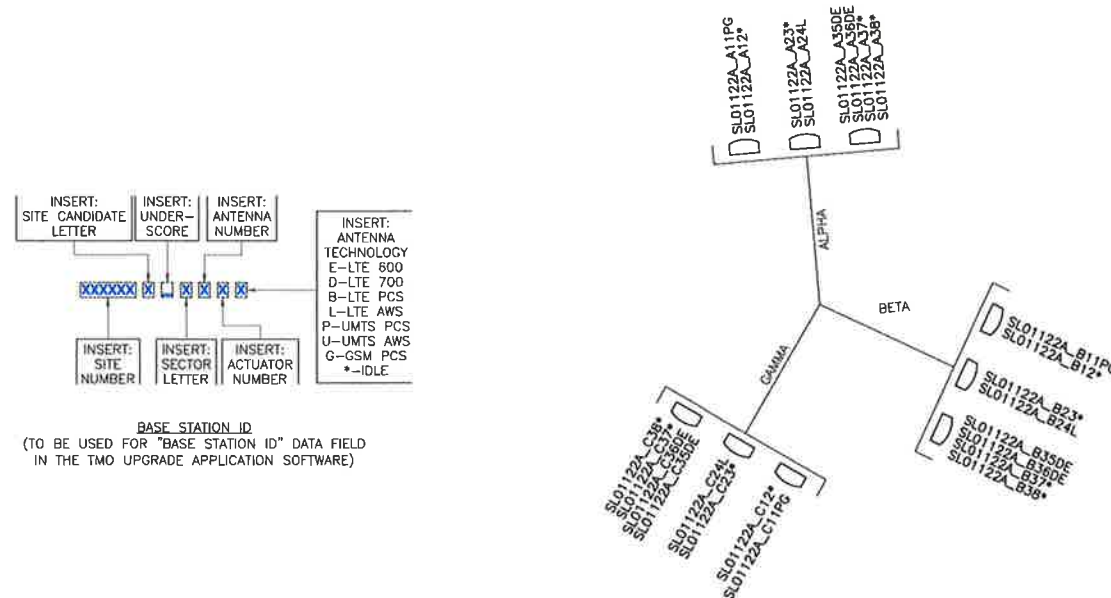 INSERT:
SITE CANDIDATE
LETTER
INSERT:
UNDER-
SCORE
INSERT:
ANTENNA
NUMBER
INSERT:
ANTENNA
TECHNOLOGY
E-LTE 600
D-LTE 700
B-LTE PCS
L-LTE AWS
P-UMTS PCS
U-UMTS AWS
G-GSM PCS
*-IDLE
XXXXXX X _ X X X X
INSERT:
SITE
NUMBER
INSERT:
SECTOR
LETTER
INSERT:
ACTUATOR
NUMBER
BASE STATION ID
(TO BE USED FOR "BASE STATION ID" DATA FIELD
IN THE TMO UPGRADE APPLICATION SOFTWARE)
SL01122A_A11PG
SL01122A_A12*
SL01122A_A23*
SL01122A_A24L
SL01122A_A35DE
SL01122A_A36DE
SL01122A_A37*
SL01122A_A38*
ALPHA
BETA
SL01122A_B11PG
SL01122A_B12*
SL01122A_B23*
SL01122A_B24L
SL01122A_B35DE
SL01122A_B36DE
SL01122A_B37*
SL01122A_B38*
GAMMA
SL01122A_C38*
SL01122A_C37*
SL01122A_C36DE
SL01122A_C35DE
SL01122A_C24L
SL01122A_C23*
SL01122A_C12*
SL01122A_C11PG